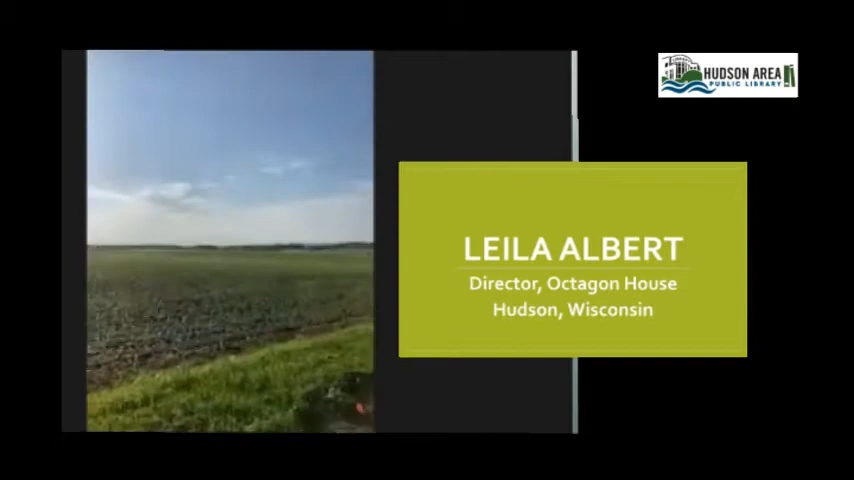 HUDSON AREA
PUBLIC LIBRARY
LEILA ALBERT
Director, Octagon House
Hudson, Wisconsin